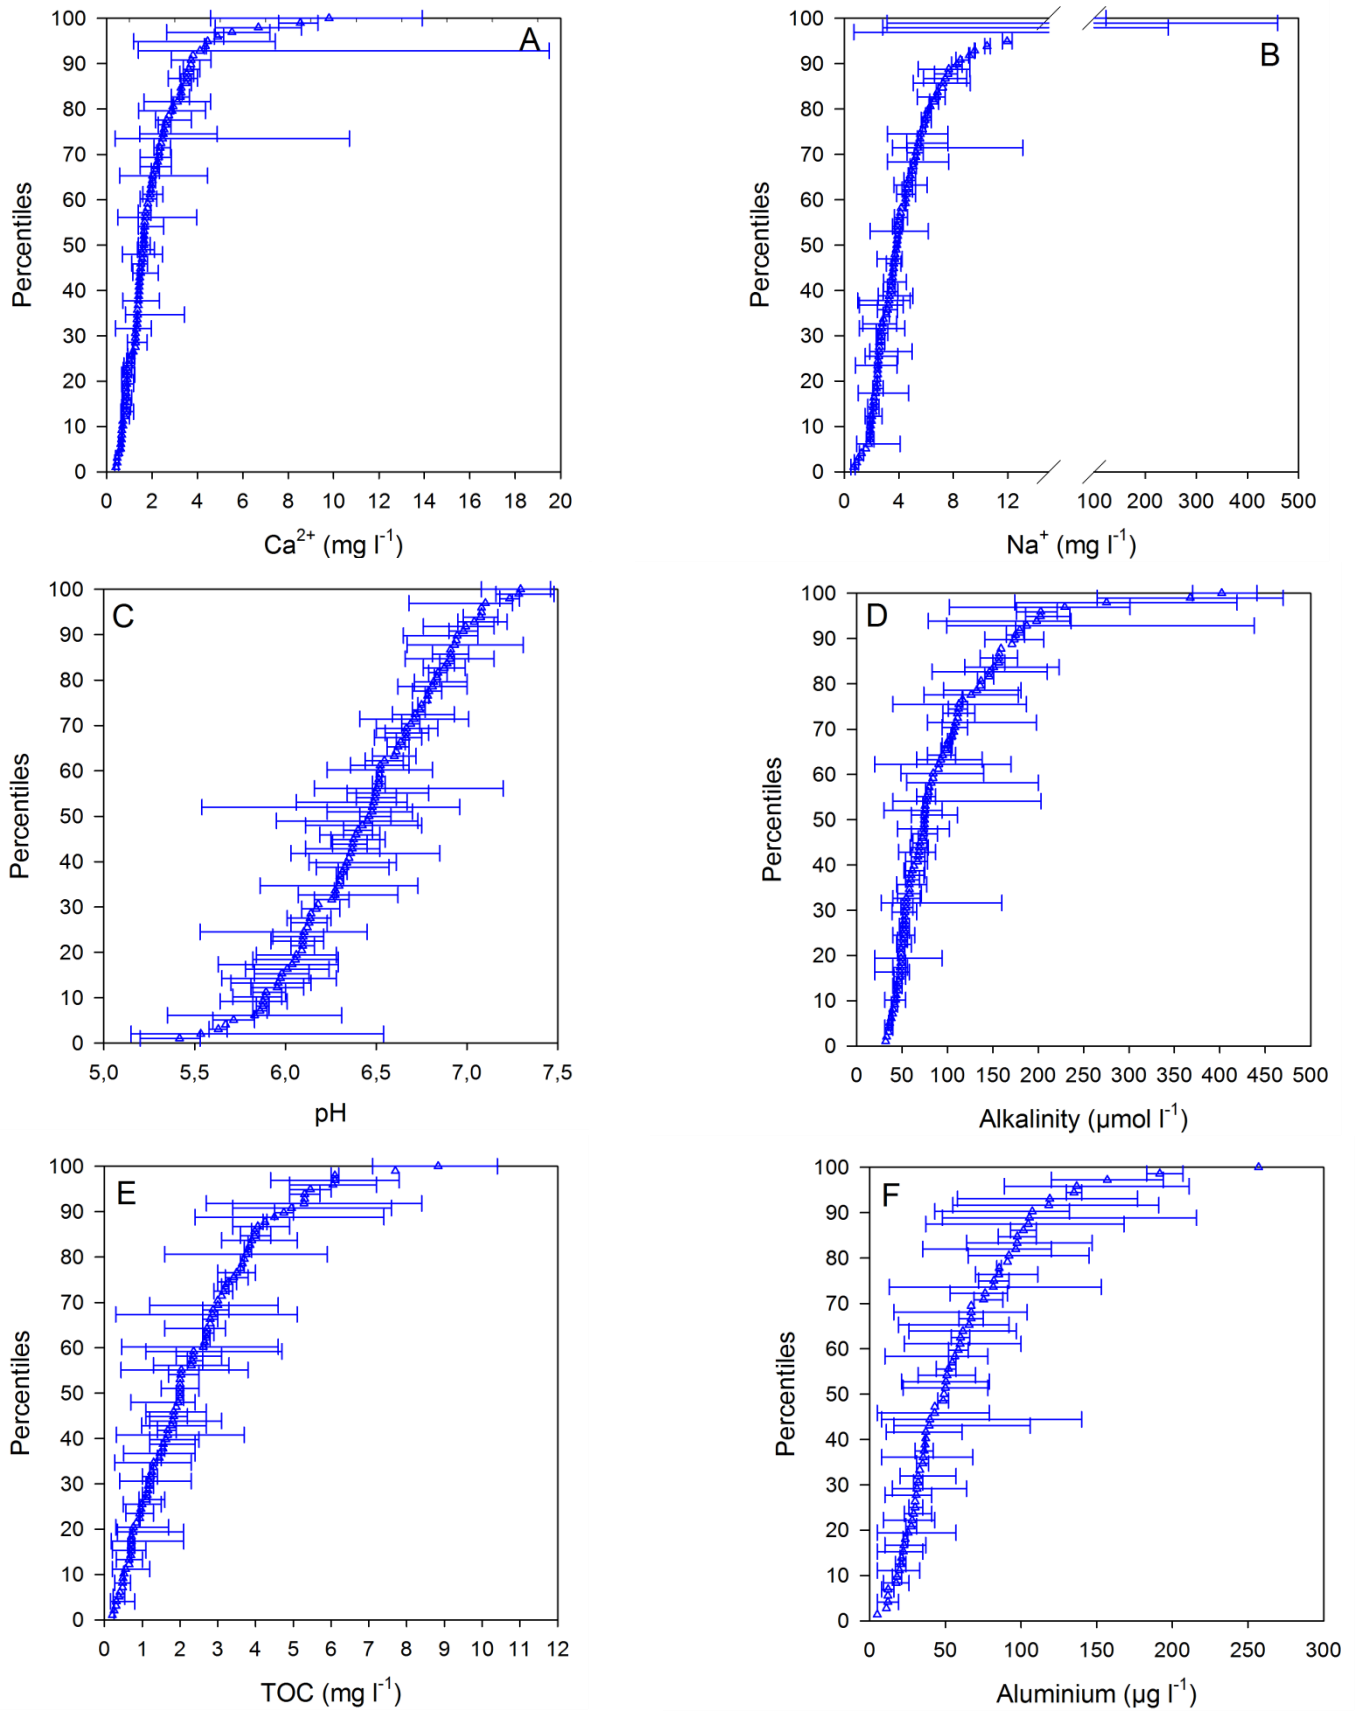 A
Percentiles
100
90
80
70
60
50
40
30
20
10
0
0 2 4 6 8 10 12 14 16 18 20
Ca2+ (mg l-1)
B
Percentiles
100
90
80
70
60
50
40
30
20
10
0
0 4 8 12 100 200 300 400 500
Na+ (mg l-1)
C
Percentiles
100
90
80
70
60
50
40
30
20
10
0
5,0 5,5 6,0 6,5 7,0 7,5
pH
D
Percentiles
100
90
80
70
60
50
40
30
20
10
0
0 50 100 150 200 250 300 350 400 450 500
Alkalinity (µmol l-1)
E
Percentiles
100
90
80
70
60
50
40
30
20
10
0
0 1 2 3 4 5 6 7 8 9 10 11 12
TOC (mg l-1)
F
Percentiles
100
90
80
70
60
50
40
30
20
10
0
0 50 100 150 200 250 300
Aluminium (µg l-1)